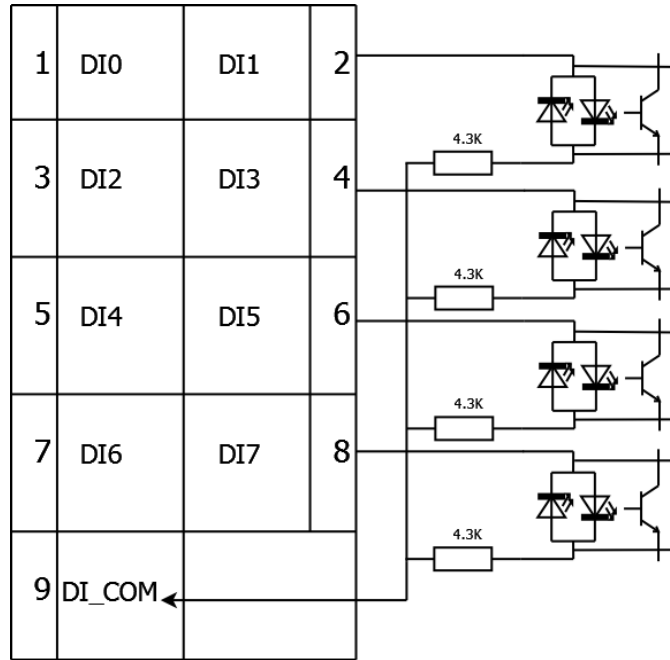 1 DI0 DI1 2
4.3K
3 DI2 DI3 4
4.3K
5 DI4 DI5 6
4.3K
7 DI6 DI7 8
4.3K
9 DI_COM